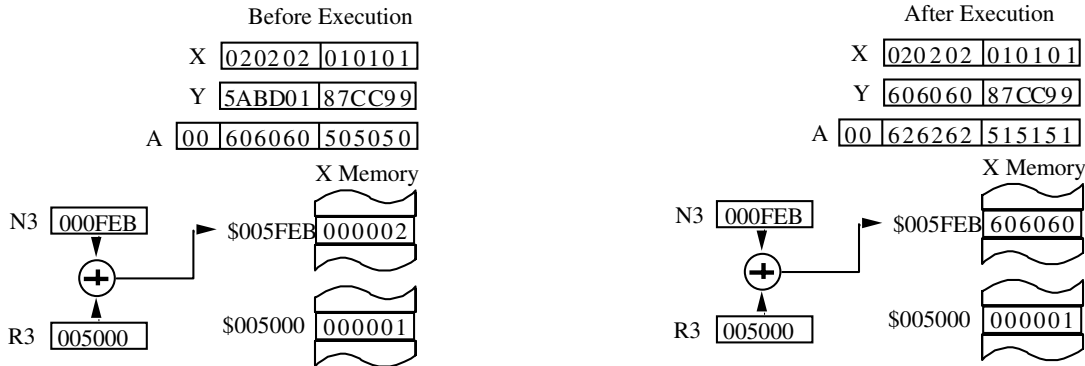 Before Execution
X 020202 010101
Y 5ABD01 87CC99
A 00 606060 505050
X Memory
N3 000FEB
$005FEB 000002
+
$005000 000001
R3 005000
After Execution
X 020202 010101
Y 606060 87CC99
A 00 626262 515151
X Memory
N3 000FEB
$005FEB 606060
+
$005000 000001
R3 005000